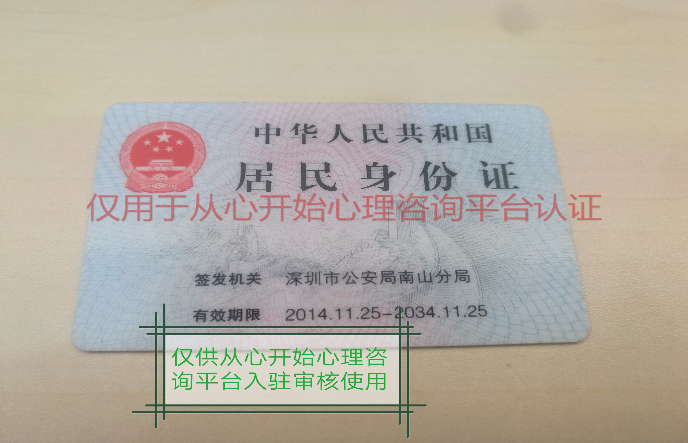 中华人民共和国
居民身份证
仅用于从心开始心理咨询平台认证
签发机关 深圳市公安局南山分局
有效期限 2014.11.25-2034.11.25
仅供从心开始心理咨
询平台入驻审核使用